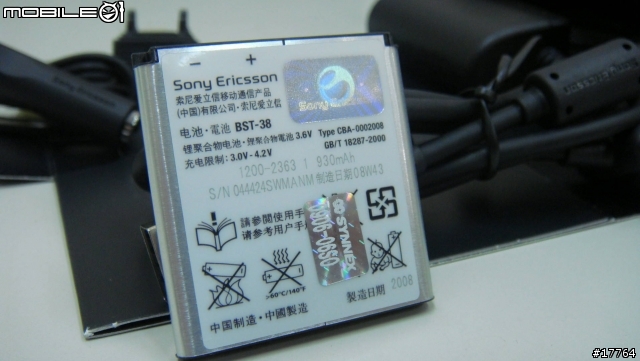 MOBILE01
Sony Ericsson
索尼爱立信移动通信产品
(中国)有限公司·索尼爱立信
电池·電池 BST-38
锂聚合物电池·鋰聚合物電池 3.6V
充电限制: 3.0V - 4.2V
Type CBA-0002008
GB/T 18287-2000
1200-2363 | 930mAh
S/N 044424SWMANM 制造日期 08W43
Sony
請參閱使用手
请参考用户手
SYNNEX
>60°C/140°F
中国制造·中國製造
製造日期
2008
#17764